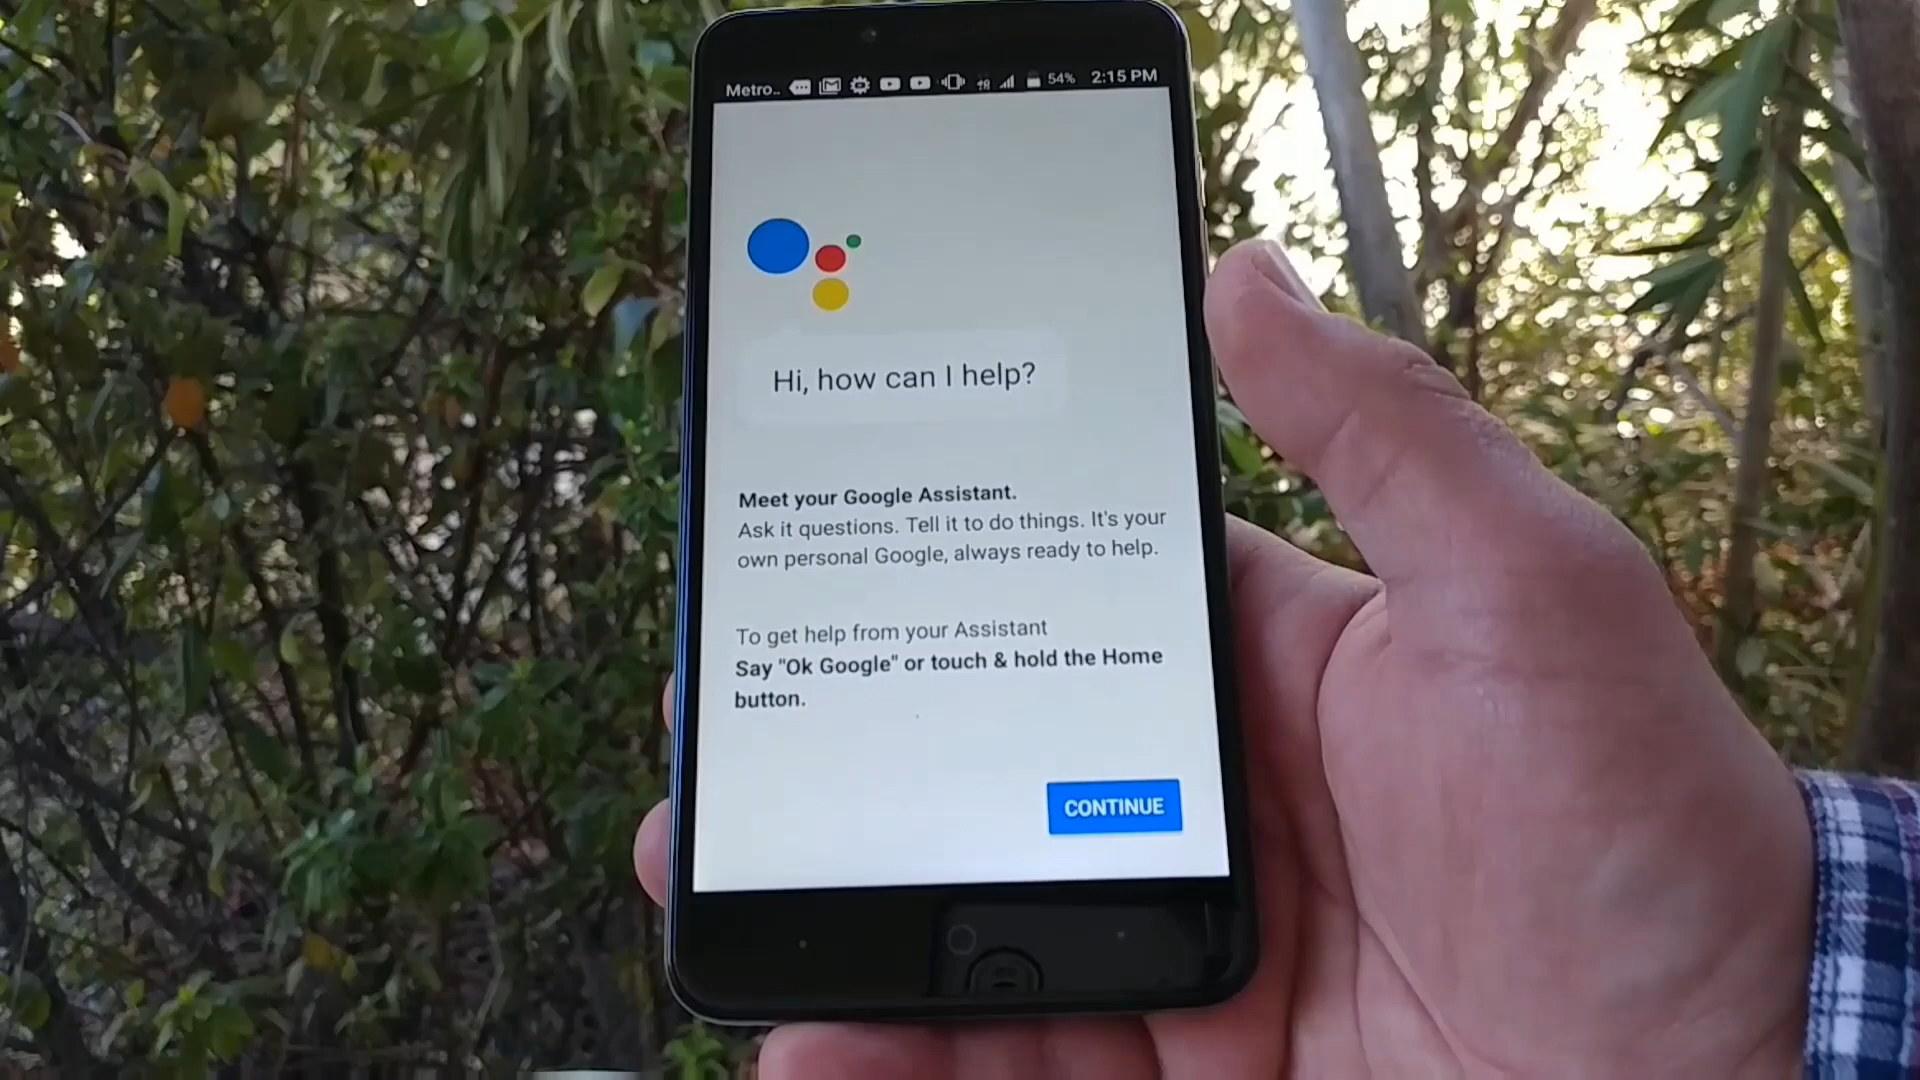 Metro.. 54% 2:15 PM
Hi, how can I help?
Meet your Google Assistant.
Ask it questions. Tell it to do things. It's your
own personal Google, always ready to help.
To get help from your Assistant
Say "Ok Google" or touch & hold the Home
button.
CONTINUE